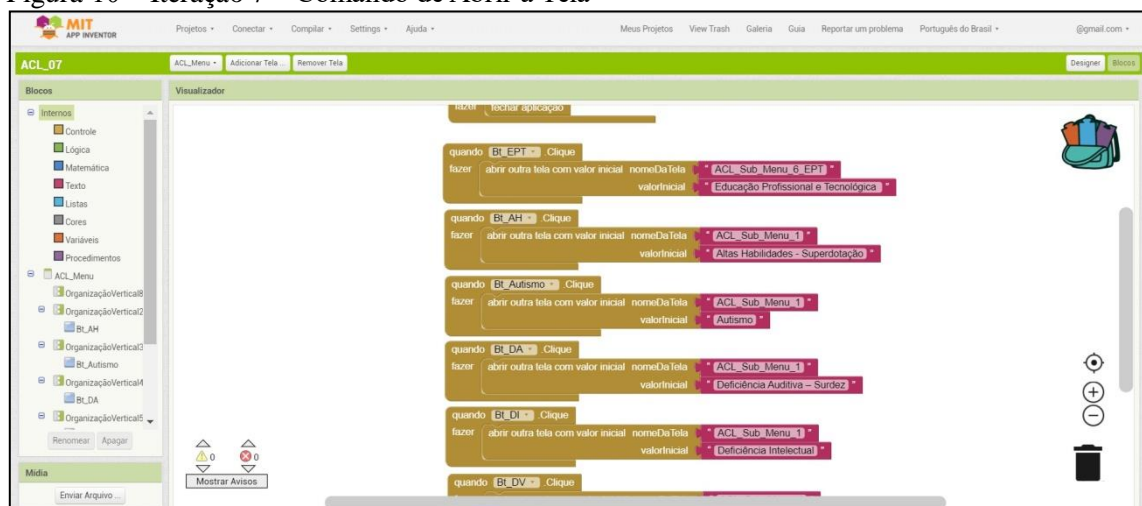 Figura 10 – Iteração 7 – Comando de Abrir a Tela
MIT
APP INVENTOR
Projetos Conectar Compilar Settings Ajuda
Meus Projetos View Trash Galeria Guia Reportar um problema Português do Brasil @gmail.com
ACL_07
ACL_Menu Adicionar Tela ... Remover Tela
Designer Blocos
Blocos
Visualizador
Internos
Controle
Lógica
Matemática
Texto
Listas
Cores
Variáveis
Procedimentos
ACL_Menu
OrganizaçãoVertical8
OrganizaçãoVertical2
Bt_AH
OrganizaçãoVertical3
Bt_Autismo
OrganizaçãoVertical4
Bt_DA
OrganizaçãoVertical5
Renomear Apagar
Mídia
Enviar Arquivo ...
fazer fechar aplicação
quando Bt_EPT .Clique
fazer abrir outra tela com valor inicial nomeDaTela " ACL_Sub_Menu_6_EPT "
valorInicial " Educação Profissional e Tecnológica "
quando Bt_AH .Clique
fazer abrir outra tela com valor inicial nomeDaTela " ACL_Sub_Menu_1 "
valorInicial " Altas Habilidades - Superdotação "
quando Bt_Autismo .Clique
fazer abrir outra tela com valor inicial nomeDaTela " ACL_Sub_Menu_1 "
valorInicial " Autismo "
quando Bt_DA .Clique
fazer abrir outra tela com valor inicial nomeDaTela " ACL_Sub_Menu_1 "
valorInicial " Deficiência Auditiva – Surdez "
quando Bt_DI .Clique
fazer abrir outra tela com valor inicial nomeDaTela " ACL_Sub_Menu_1 "
valorInicial " Deficiência Intelectual "
quando Bt_DV .Clique
0 0
Mostrar Avisos